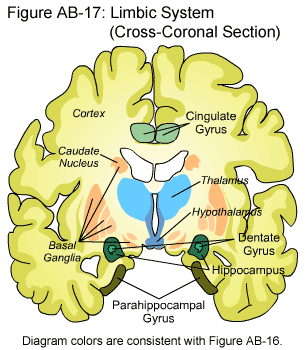 Figure AB-17: Limbic System
(Cross-Coronal Section)
Cortex
Cingulate
Gyrus
Caudate
Nucleus
Thalamus
Hypothalamus
Basal
Ganglia
Dentate
Gyrus
Hippocampus
Parahippocampal
Gyrus
Diagram colors are consistent with Figure AB-16.